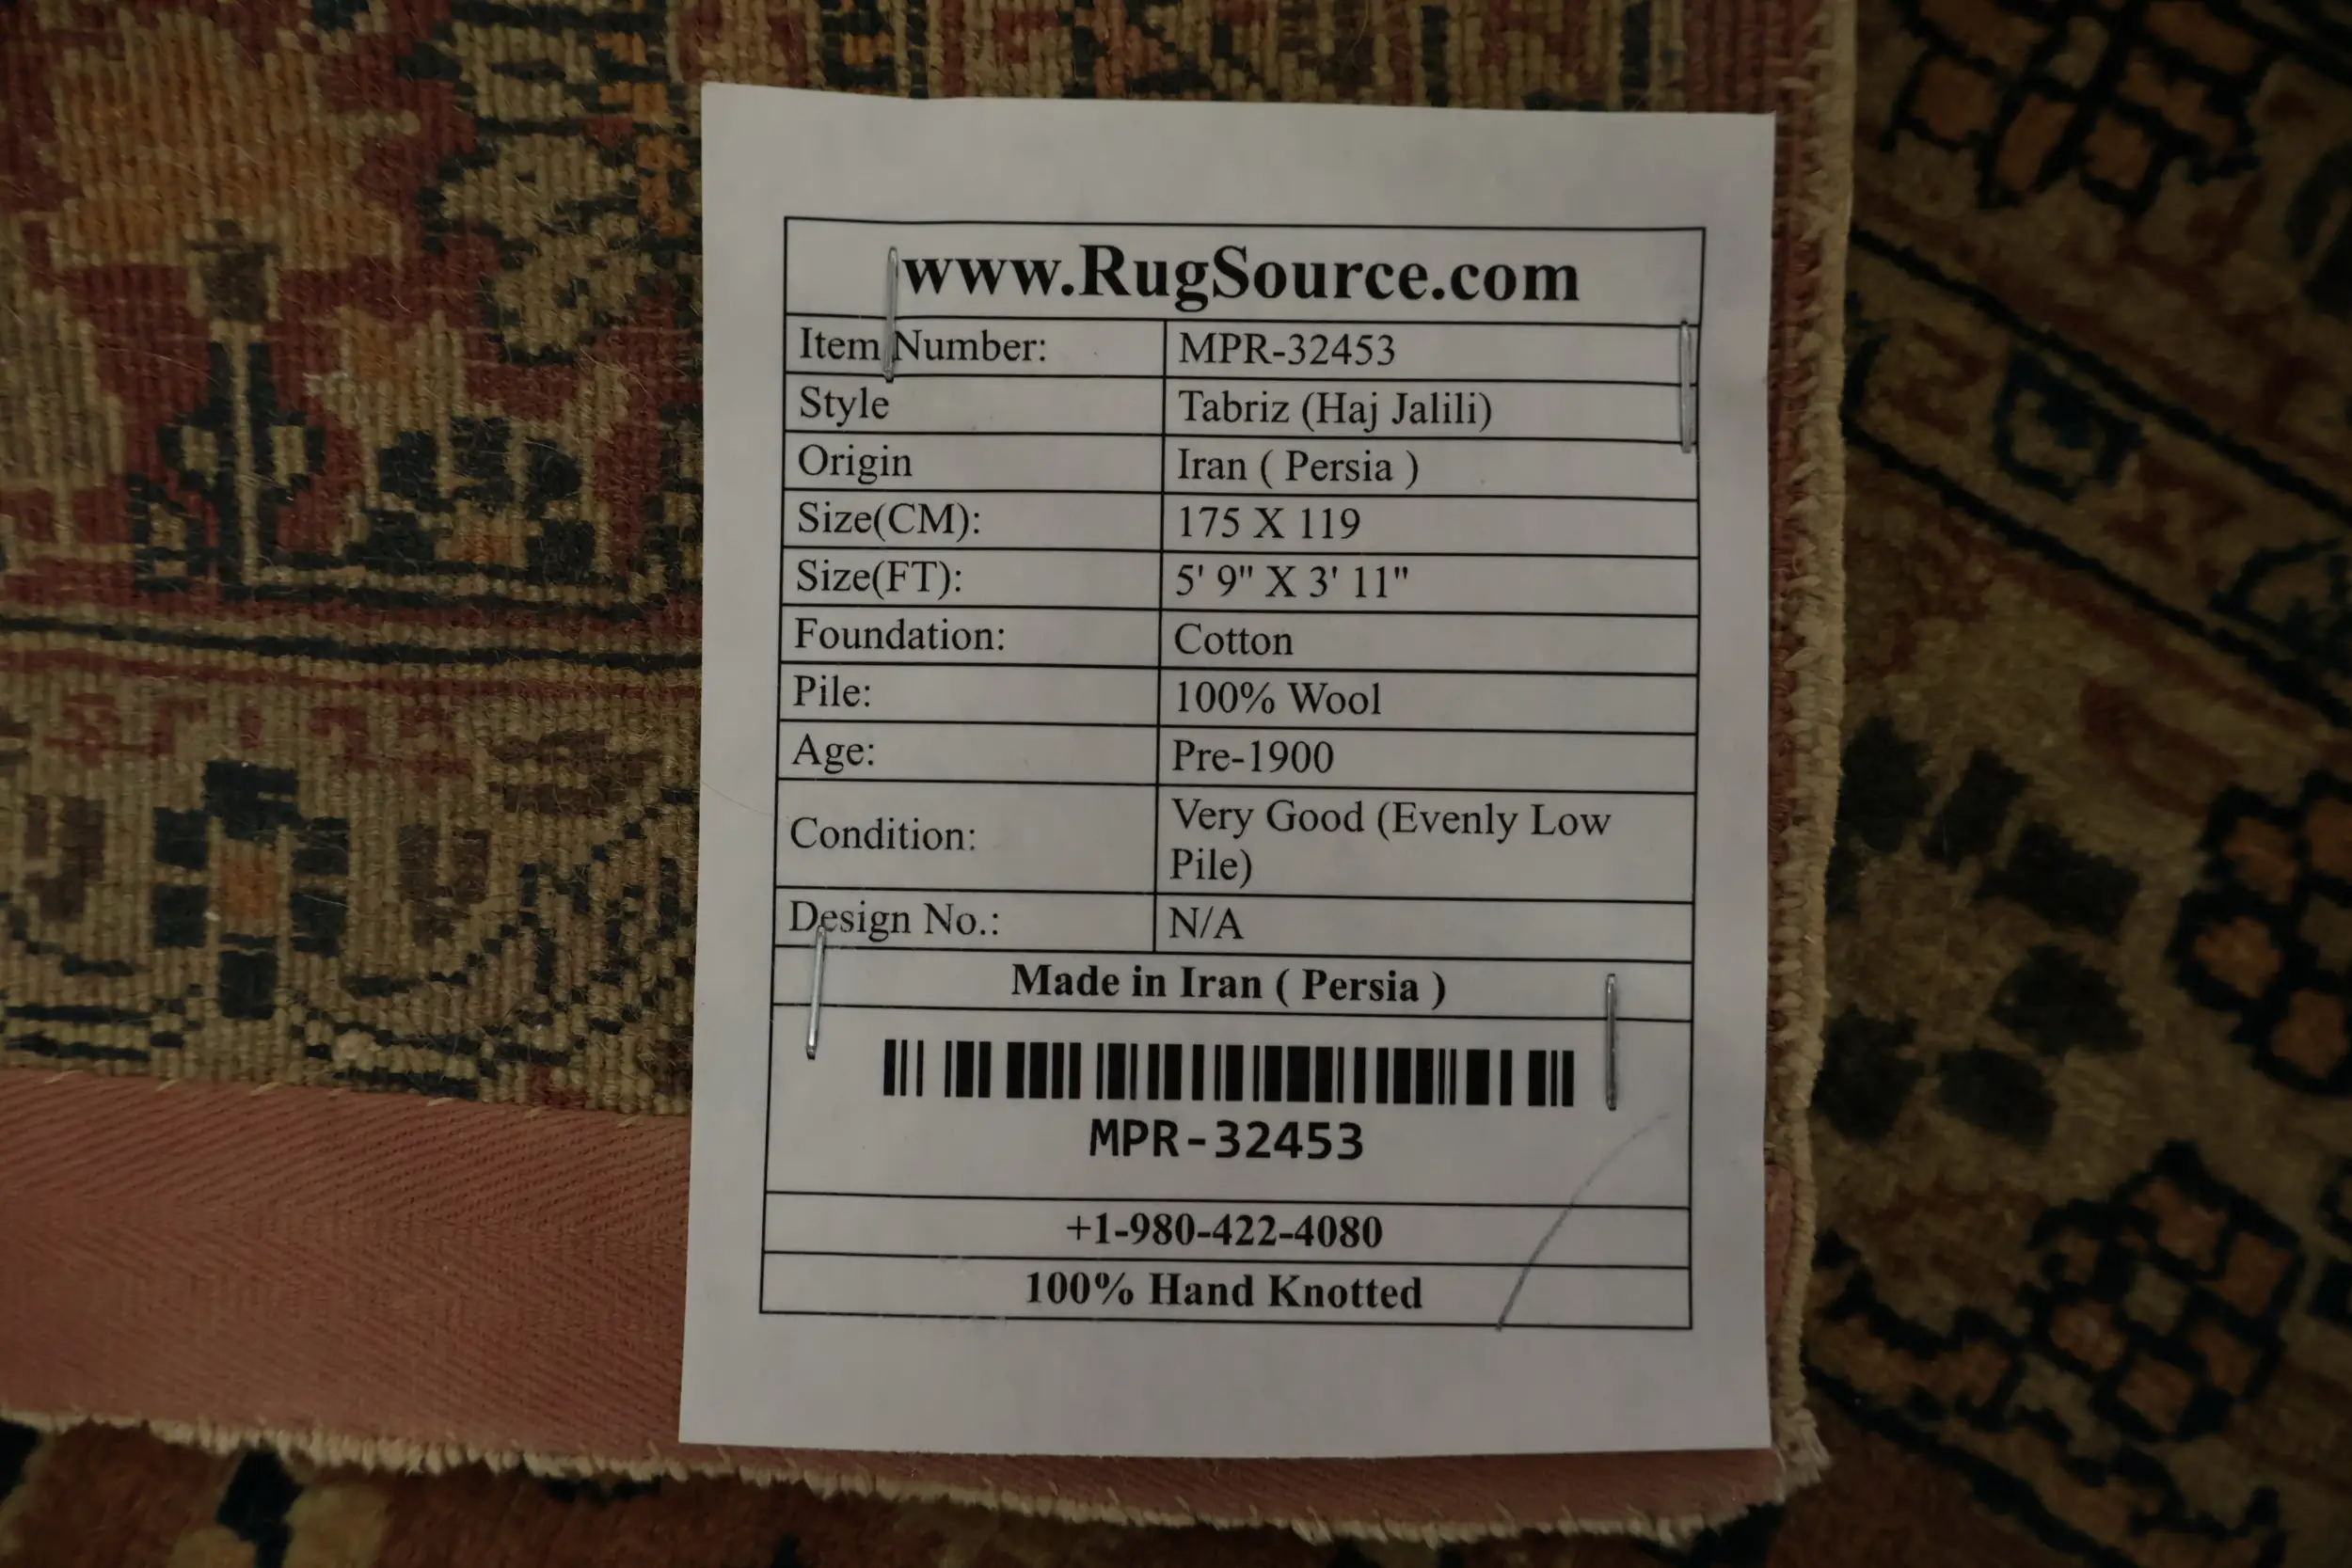 www.RugSource.com
Item Number: MPR-32453
Style Tabriz (Haj Jalili)
Origin Iran ( Persia )
Size(CM): 175 X 119
Size(FT): 5' 9" X 3' 11"
Foundation: Cotton
Pile: 100% Wool
Age: Pre-1900
Condition: Very Good (Evenly Low
Pile)
Design No.: N/A
Made in Iran ( Persia )
MPR-32453
+1-980-422-4080
100% Hand Knotted